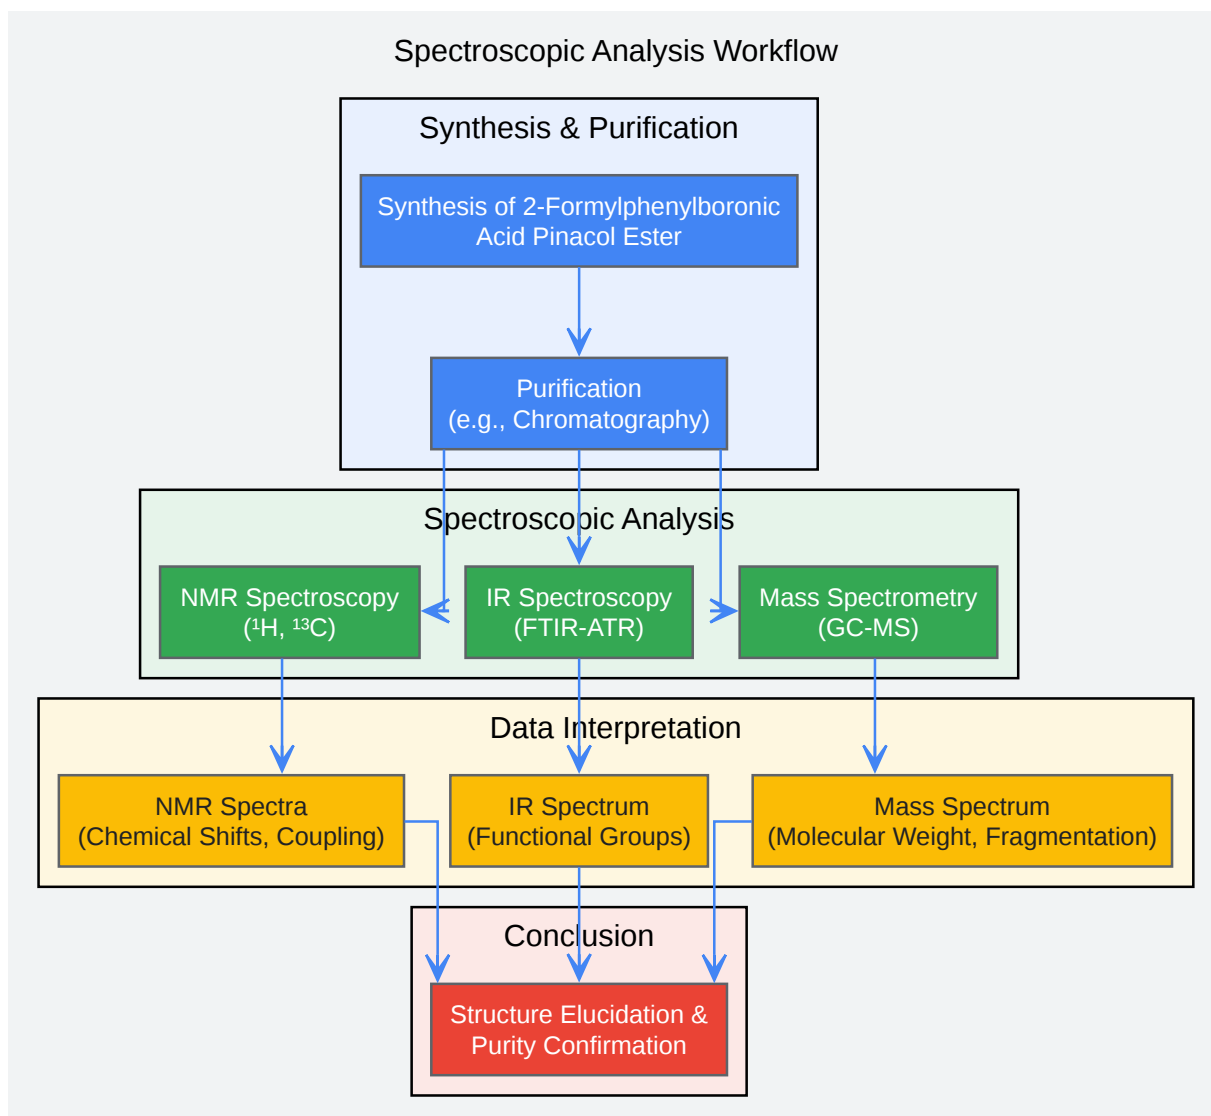 Spectroscopic Analysis Workflow
Synthesis & Purification
Synthesis of 2-Formylphenylboronic
Acid Pinacol Ester
Purification
(e.g., Chromatography)
Spectroscopic Analysis
NMR Spectroscopy
(¹H, ¹³C)
IR Spectroscopy
(FTIR-ATR)
Mass Spectrometry
(GC-MS)
Data Interpretation
NMR Spectra
(Chemical Shifts, Coupling)
IR Spectrum
(Functional Groups)
Mass Spectrum
(Molecular Weight, Fragmentation)
Conclusion
Structure Elucidation &
Purity Confirmation